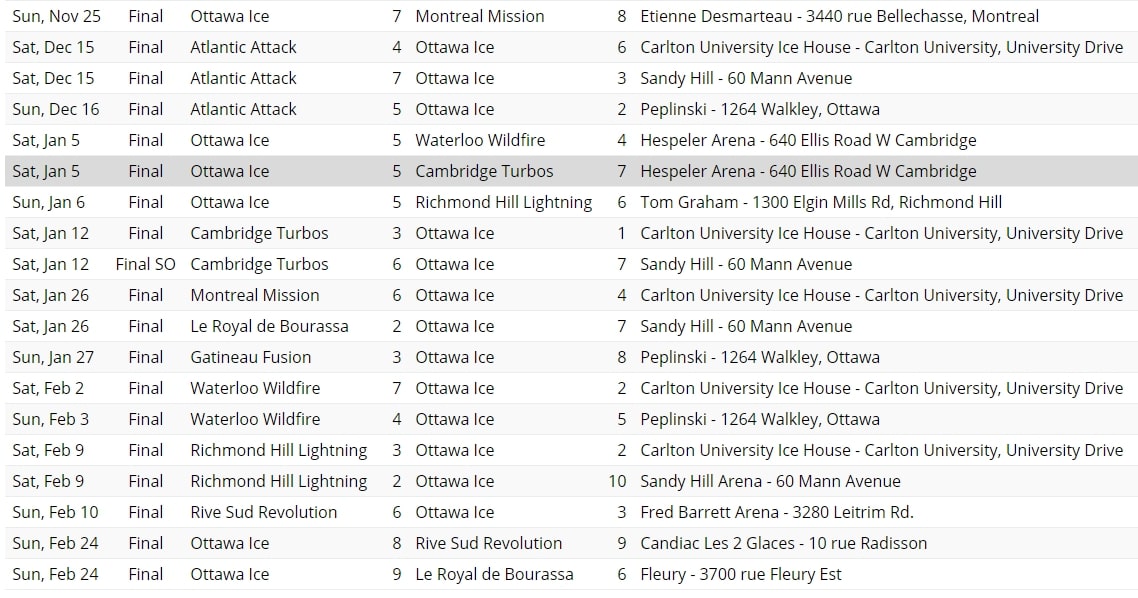 Sun, Nov 25 Final Ottawa Ice 7 Montreal Mission 8 Etienne Desmarteau - 3440 rue Bellechasse, Montreal
Sat, Dec 15 Final Atlantic Attack 4 Ottawa Ice 6 Carlton University Ice House - Carlton University, University Drive
Sat, Dec 15 Final Atlantic Attack 7 Ottawa Ice 3 Sandy Hill - 60 Mann Avenue
Sun, Dec 16 Final Atlantic Attack 5 Ottawa Ice 2 Peplinski - 1264 Walkley, Ottawa
Sat, Jan 5 Final Ottawa Ice 5 Waterloo Wildfire 4 Hespeler Arena - 640 Ellis Road W Cambridge
Sat, Jan 5 Final Ottawa Ice 5 Cambridge Turbos 7 Hespeler Arena - 640 Ellis Road W Cambridge
Sun, Jan 6 Final Ottawa Ice 5 Richmond Hill Lightning 6 Tom Graham - 1300 Elgin Mills Rd, Richmond Hill
Sat, Jan 12 Final Cambridge Turbos 3 Ottawa Ice 1 Carlton University Ice House - Carlton University, University Drive
Sat, Jan 12 Final SO Cambridge Turbos 6 Ottawa Ice 7 Sandy Hill - 60 Mann Avenue
Sat, Jan 26 Final Montreal Mission 6 Ottawa Ice 4 Carlton University Ice House - Carlton University, University Drive
Sat, Jan 26 Final Le Royal de Bourassa 2 Ottawa Ice 7 Sandy Hill - 60 Mann Avenue
Sun, Jan 27 Final Gatineau Fusion 3 Ottawa Ice 8 Peplinski - 1264 Walkley, Ottawa
Sat, Feb 2 Final Waterloo Wildfire 7 Ottawa Ice 2 Carlton University Ice House - Carlton University, University Drive
Sun, Feb 3 Final Waterloo Wildfire 4 Ottawa Ice 5 Peplinski - 1264 Walkley, Ottawa
Sat, Feb 9 Final Richmond Hill Lightning 3 Ottawa Ice 2 Carlton University Ice House - Carlton University, University Drive
Sat, Feb 9 Final Richmond Hill Lightning 2 Ottawa Ice 10 Sandy Hill Arena - 60 Mann Avenue
Sun, Feb 10 Final Rive Sud Revolution 6 Ottawa Ice 3 Fred Barrett Arena - 3280 Leitrim Rd.
Sun, Feb 24 Final Ottawa Ice 8 Rive Sud Revolution 9 Candiac Les 2 Glaces - 10 rue Radisson
Sun, Feb 24 Final Ottawa Ice 9 Le Royal de Bourassa 6 Fleury - 3700 rue Fleury Est